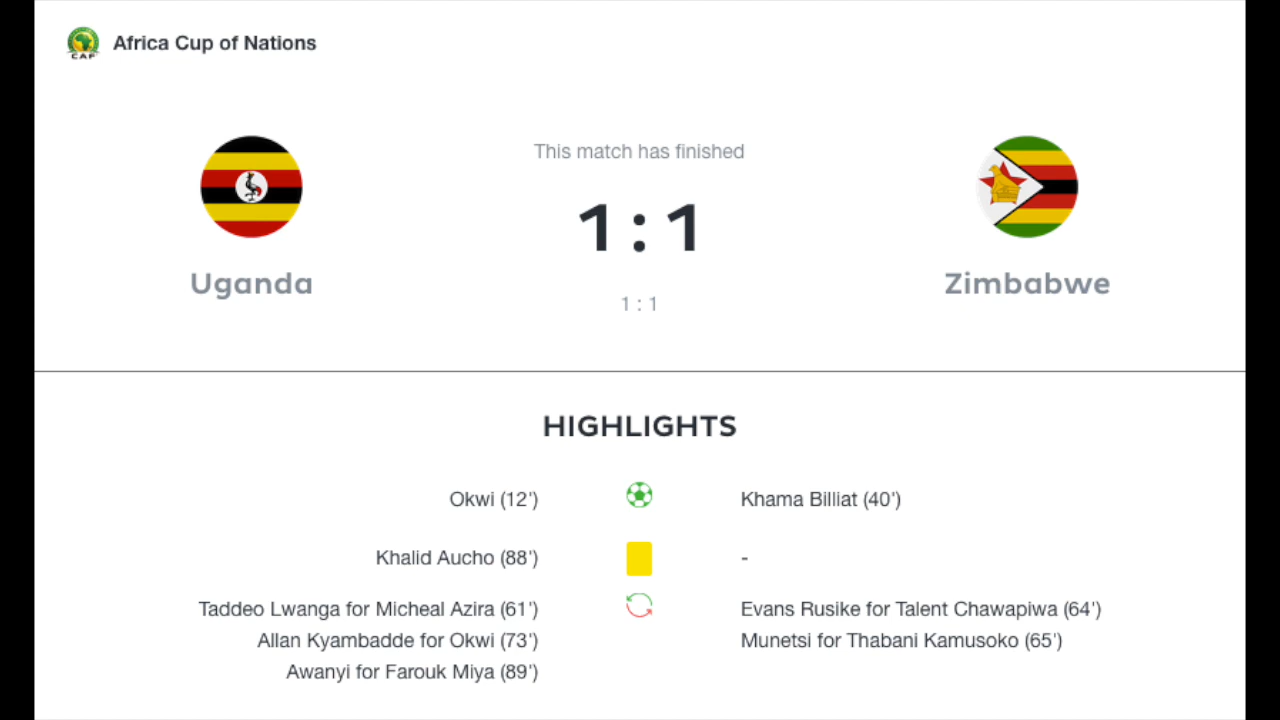 CAF
Africa Cup of Nations
This match has finished
1 : 1
Uganda
Zimbabwe
1 : 1
HIGHLIGHTS
Okwi (12') Khama Billiat (40')
Khalid Aucho (88') -
Taddeo Lwanga for Micheal Azira (61') Evans Rusike for Talent Chawapiwa (64')
Allan Kyambadde for Okwi (73') Munetsi for Thabani Kamusoko (65')
Awanyi for Farouk Miya (89')